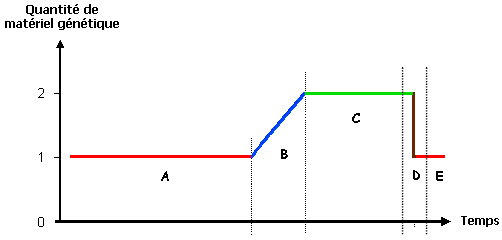 Quantité de
matériel génétique
2
C
B
1
A
D E
0
Temps